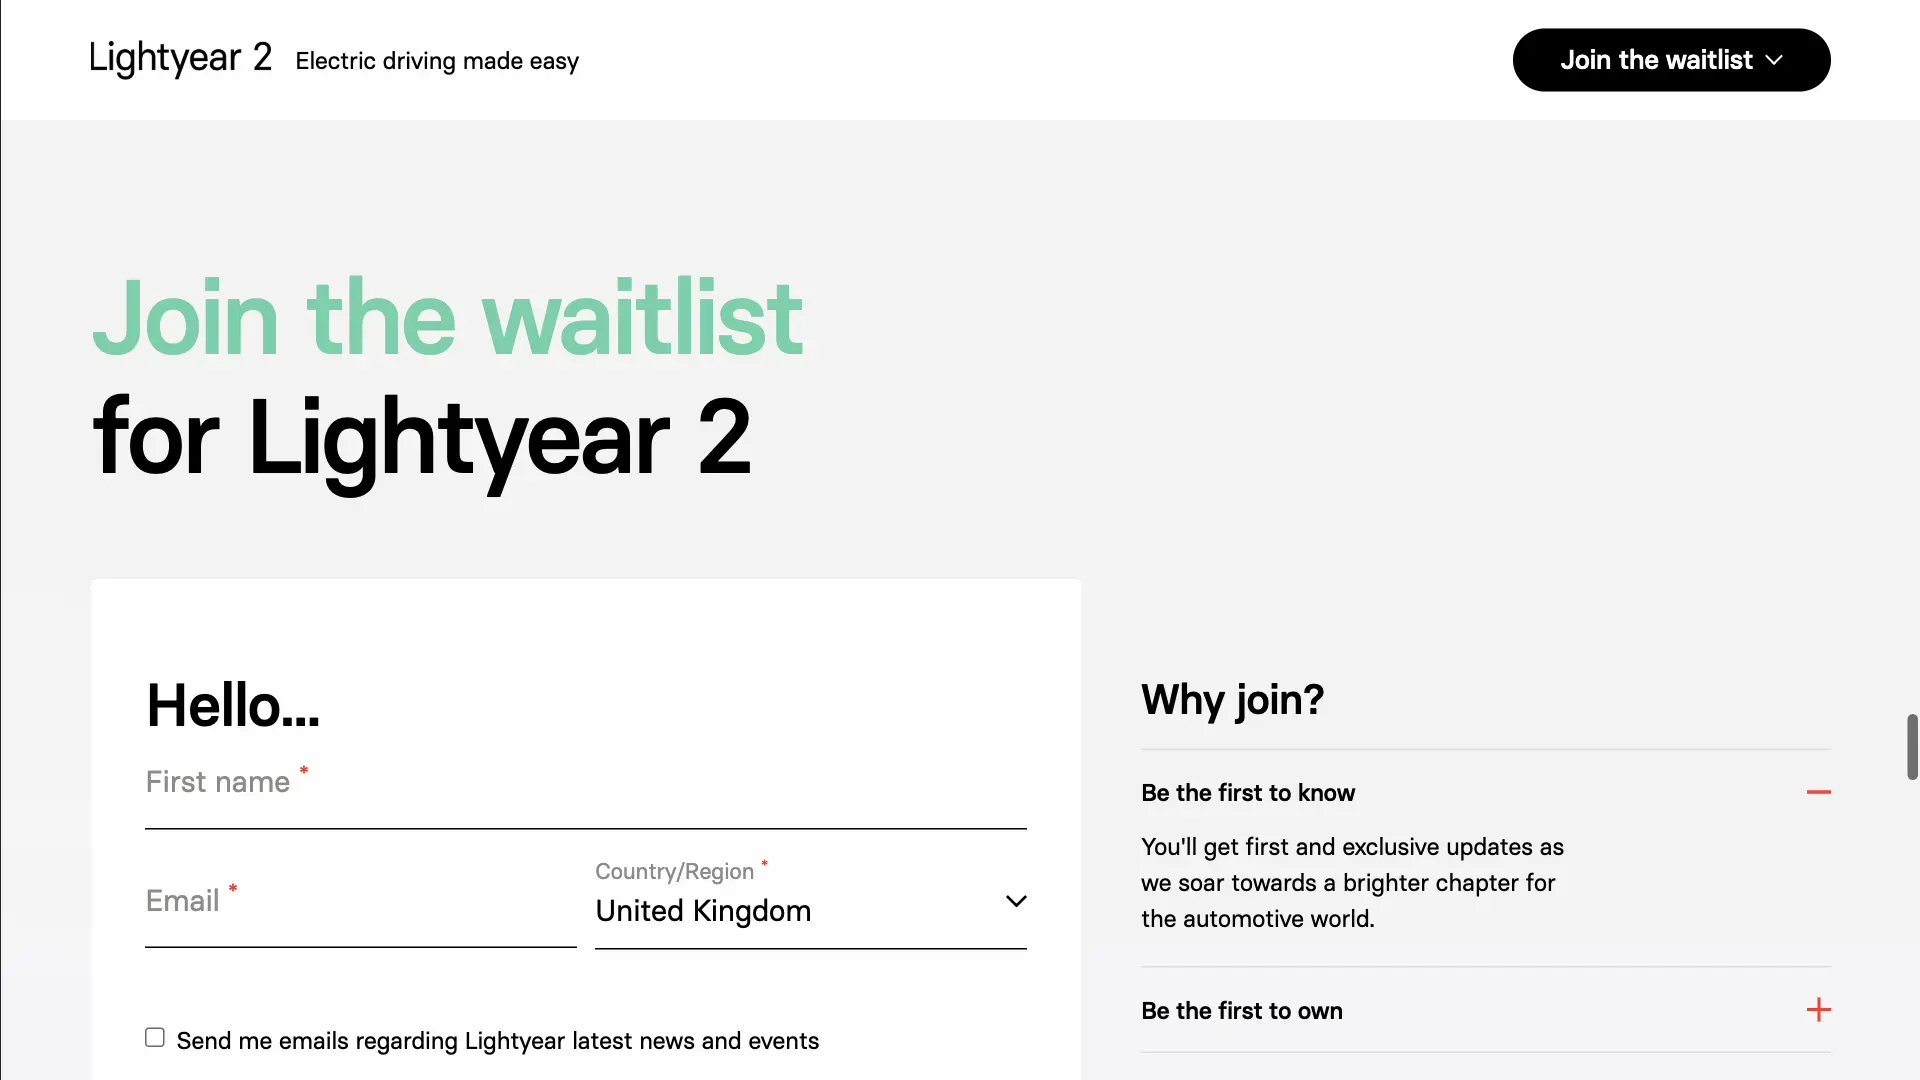 Lightyear 2 Electric driving made easy
Join the waitlist
Join the waitlist
for Lightyear 2
Hello...
First name *
Email *
Country/Region *
United Kingdom
Send me emails regarding Lightyear latest news and events
Why join?
Be the first to know
You'll get first and exclusive updates as
we soar towards a brighter chapter for
the automotive world.
Be the first to own